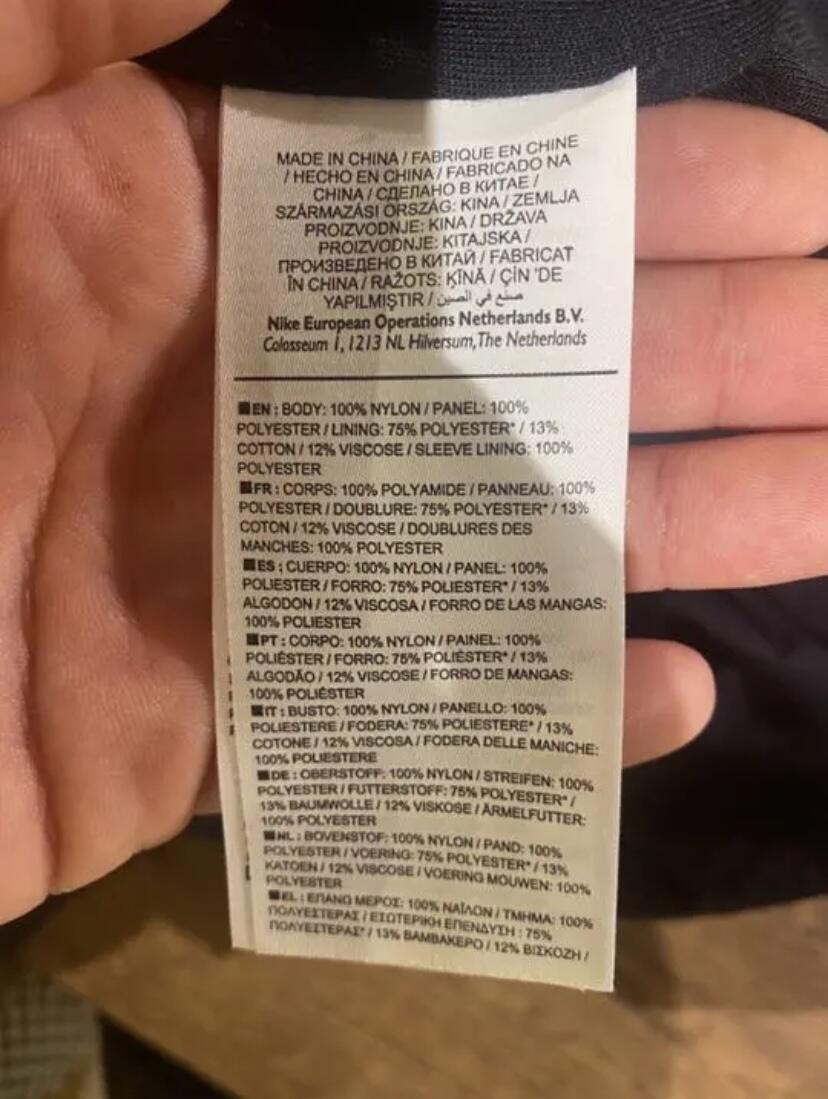 MADE IN CHINA / FABRIQUE EN CHINE
/ HECHO EN CHINA / FABRICADO NA
CHINA / СДЕЛАНО В КИТАЕ /
SZÁRMAZÁSI ORSZÁG: KINA / ZEMLJA
PROIZVODNJE: KINA / DRŽAVA
PROIZVODNJE: KITAJSKA /
ПРОИЗВЕДЕНО В КИТАЙ / FABRICAT
ÎN CHINA / RAŽOTS: ĶĪNĀ / ÇİN 'DE
YAPILMIŞTIR / صنع في الصين
Nike European Operations Netherlands B.V.
Colosseum 1, 1213 NL Hilversum, The Netherlands
■EN : BODY: 100% NYLON / PANEL: 100%
POLYESTER / LINING: 75% POLYESTER* / 13%
COTTON / 12% VISCOSE / SLEEVE LINING: 100%
POLYESTER
■FR : CORPS: 100% POLYAMIDE / PANNEAU: 100%
POLYESTER / DOUBLURE: 75% POLYESTER* / 13%
COTON / 12% VISCOSE / DOUBLURES DES
MANCHES: 100% POLYESTER
■ES : CUERPO: 100% NYLON / PANEL: 100%
POLIESTER / FORRO: 75% POLIESTER* / 13%
ALGODON / 12% VISCOSA / FORRO DE LAS MANGAS:
100% POLIESTER
■PT : CORPO: 100% NYLON / PAINEL: 100%
POLIÉSTER / FORRO: 75% POLIÉSTER* / 13%
ALGODÃO / 12% VISCOSE / FORRO DE MANGAS:
100% POLIÉSTER
■IT : BUSTO: 100% NYLON / PANELLO: 100%
POLIESTERE / FODERA: 75% POLIESTERE* / 13%
COTONE / 12% VISCOSA / FODERA DELLE MANICHE:
100% POLIESTERE
■DE : OBERSTOFF: 100% NYLON / STREIFEN: 100%
POLYESTER / FUTTERSTOFF: 75% POLYESTER* /
13% BAUMWOLLE / 12% VISKOSE / ÄRMELFUTTER:
100% POLYESTER
■NL : BOVENSTOF: 100% NYLON / PAND: 100%
POLYESTER / VOERING: 75% POLYESTER* / 13%
KATOEN / 12% VISCOSE / VOERING MOUWEN: 100%
POLYESTER
■EL : ΕΠΑΝΩ ΜΕΡΟΣ: 100% ΝΑΪΛΟΝ / ΤΜΗΜΑ: 100%
ΠΟΛΥΕΣΤΕΡΑΣ / ΕΣΩΤΕΡΙΚΗ ΕΠΕΝΔΥΣΗ : 75%
ΠΟΛΥΕΣΤΕΡΑΣ* / 13% ΒΑΜΒΑΚΕΡΟ / 12% ΒΙΣΚΟΖΗ /